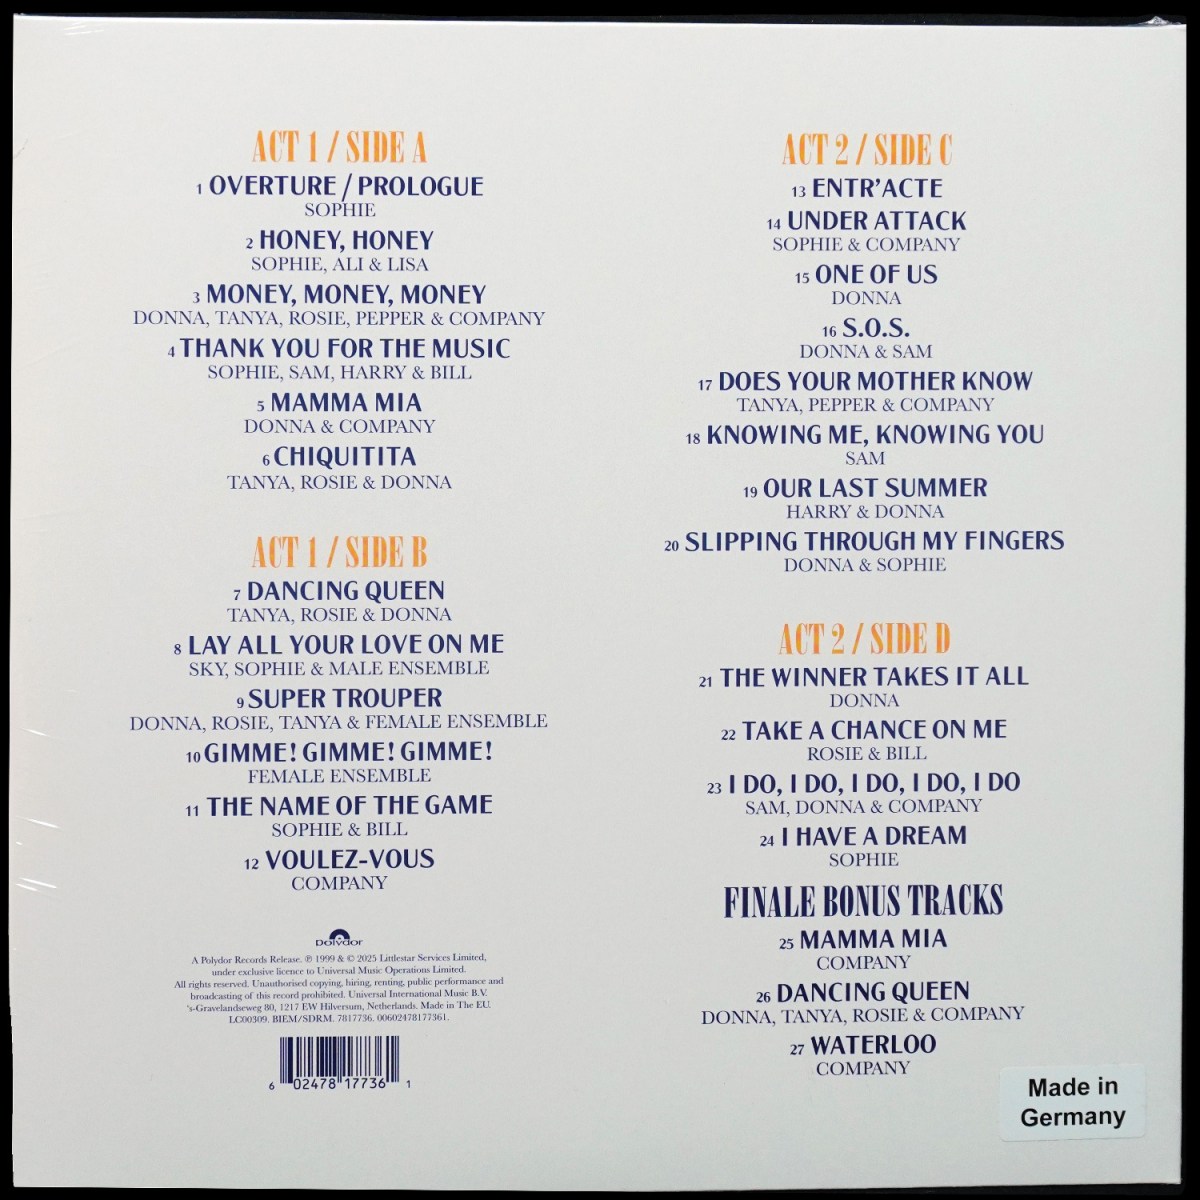 ACT 1 / SIDE A
1 OVERTURE / PROLOGUE
SOPHIE
2 HONEY, HONEY
SOPHIE, ALI & LISA
3 MONEY, MONEY, MONEY
DONNA, TANYA, ROSIE, PEPPER & COMPANY
4 THANK YOU FOR THE MUSIC
SOPHIE, SAM, HARRY & BILL
5 MAMMA MIA
DONNA & COMPANY
6 CHIQUITITA
TANYA, ROSIE & DONNA
ACT 1 / SIDE B
7 DANCING QUEEN
TANYA, ROSIE & DONNA
8 LAY ALL YOUR LOVE ON ME
SKY, SOPHIE & MALE ENSEMBLE
9 SUPER TROUPER
DONNA, ROSIE, TANYA & FEMALE ENSEMBLE
10 GIMME! GIMME! GIMME!
FEMALE ENSEMBLE
11 THE NAME OF THE GAME
SOPHIE & BILL
12 VOULEZ-VOUS
COMPANY
Polydor
A Polydor Records Release. ℗ 1999 & © 2025 Littlestar Services Limited,
under exclusive licence to Universal Music Operations Limited.
All rights reserved. Unauthorised copying, hiring, renting, public performance and
broadcasting of this record prohibited. Universal International Music B.V.
's-Gravelandseweg 80, 1217 EW Hilversum, Netherlands. Made in The EU.
LC00309. BIEM/SDRM. 7817736. 00602478177361.
6 02478 17736 1
ACT 2 / SIDE C
13 ENTR'ACTE
14 UNDER ATTACK
SOPHIE & COMPANY
15 ONE OF US
DONNA
16 S.O.S.
DONNA & SAM
17 DOES YOUR MOTHER KNOW
TANYA, PEPPER & COMPANY
18 KNOWING ME, KNOWING YOU
SAM
19 OUR LAST SUMMER
HARRY & DONNA
20 SLIPPING THROUGH MY FINGERS
DONNA & SOPHIE
ACT 2 / SIDE D
21 THE WINNER TAKES IT ALL
DONNA
22 TAKE A CHANCE ON ME
ROSIE & BILL
23 I DO, I DO, I DO, I DO, I DO
SAM, DONNA & COMPANY
24 I HAVE A DREAM
SOPHIE
FINALE BONUS TRACKS
25 MAMMA MIA
COMPANY
26 DANCING QUEEN
DONNA, TANYA, ROSIE & COMPANY
27 WATERLOO
COMPANY
Made in
Germany